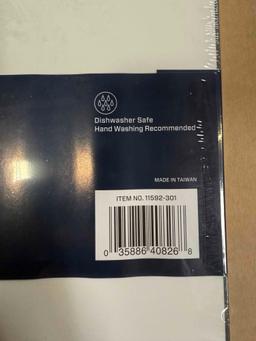 Dishwasher Safe
Hand Washing Recommended
MADE IN TAIWAN
ITEM NO. 11592-301
0 35886 40826 8